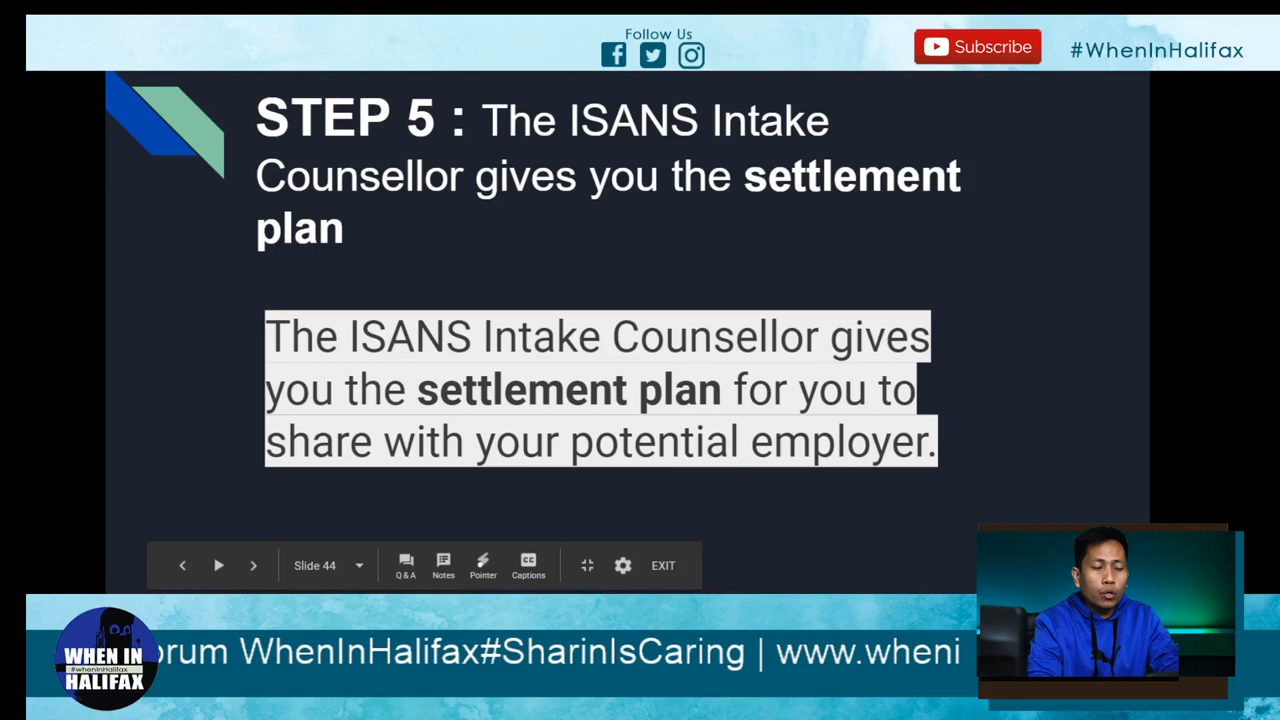 Follow Us
Subscribe
#WhenInHalifax
STEP 5 : The ISANS Intake
Counsellor gives you the settlement
plan
The ISANS Intake Counsellor gives
you the settlement plan for you to
share with your potential employer.
Slide 44
Q & A
Notes
Pointer
Captions
EXIT
WHEN IN
#whenInHalifax
HALIFAX
orum WhenInHalifax#SharinIsCaring | www.wheni